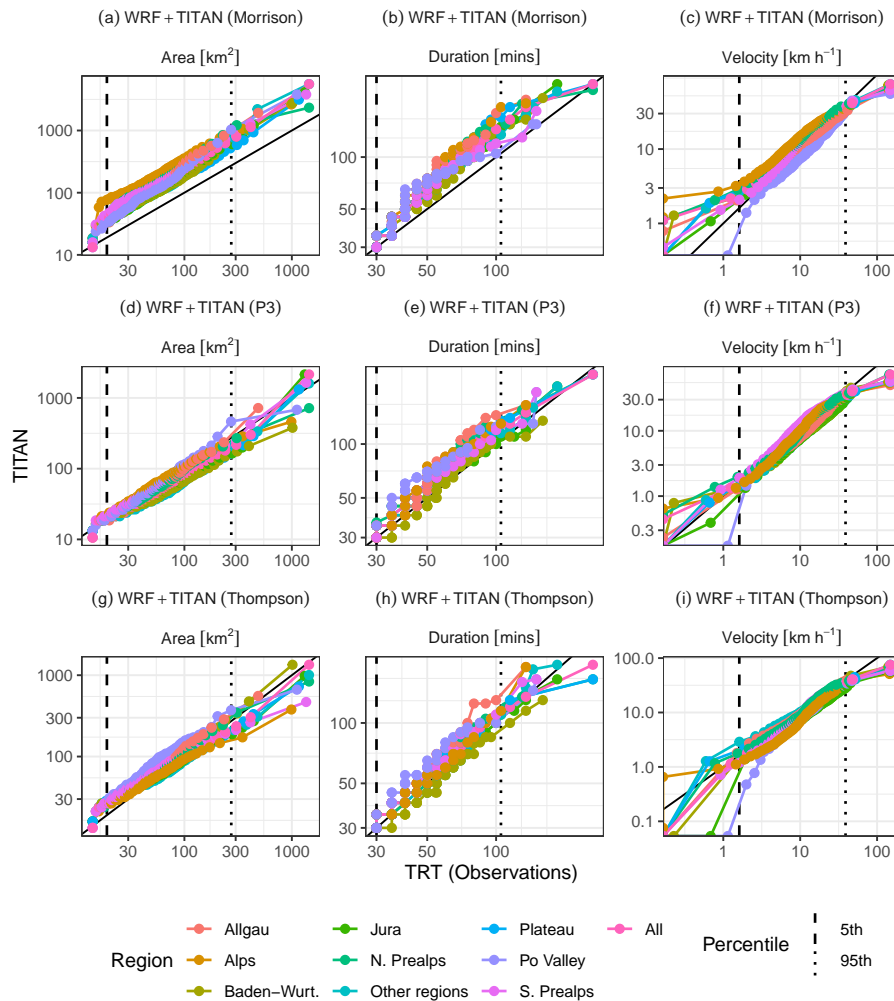 (a) WRF+TITAN (Morrison)
(b) WRF+TITAN (Morrison)
(c) WRF+TITAN (Morrison)
Area [km²]
Duration [mins]
Velocity [km h⁻¹]
1000
100
10
30
100
300
1000
100
50
30
30
50
100
30
10
3
1
1
10
100
(d) WRF+TITAN (P3)
(e) WRF+TITAN (P3)
(f) WRF+TITAN (P3)
Area [km²]
Duration [mins]
Velocity [km h⁻¹]
TITAN
1000
100
10
30
100
300
1000
100
50
30
30
50
100
30.0
10.0
3.0
1.0
0.3
1
10
100
(g) WRF+TITAN (Thompson)
(h) WRF+TITAN (Thompson)
(i) WRF+TITAN (Thompson)
Area [km²]
Duration [mins]
Velocity [km h⁻¹]
1000
300
100
30
30
100
300
1000
100
50
30
30
50
100
100.0
10.0
1.0
0.1
1
10
100
TRT (Observations)
Region
Allgau
Jura
Plateau
All
Alps
N. Prealps
Po Valley
Baden−Wurt.
Other regions
S. Prealps
Percentile
5th
95th